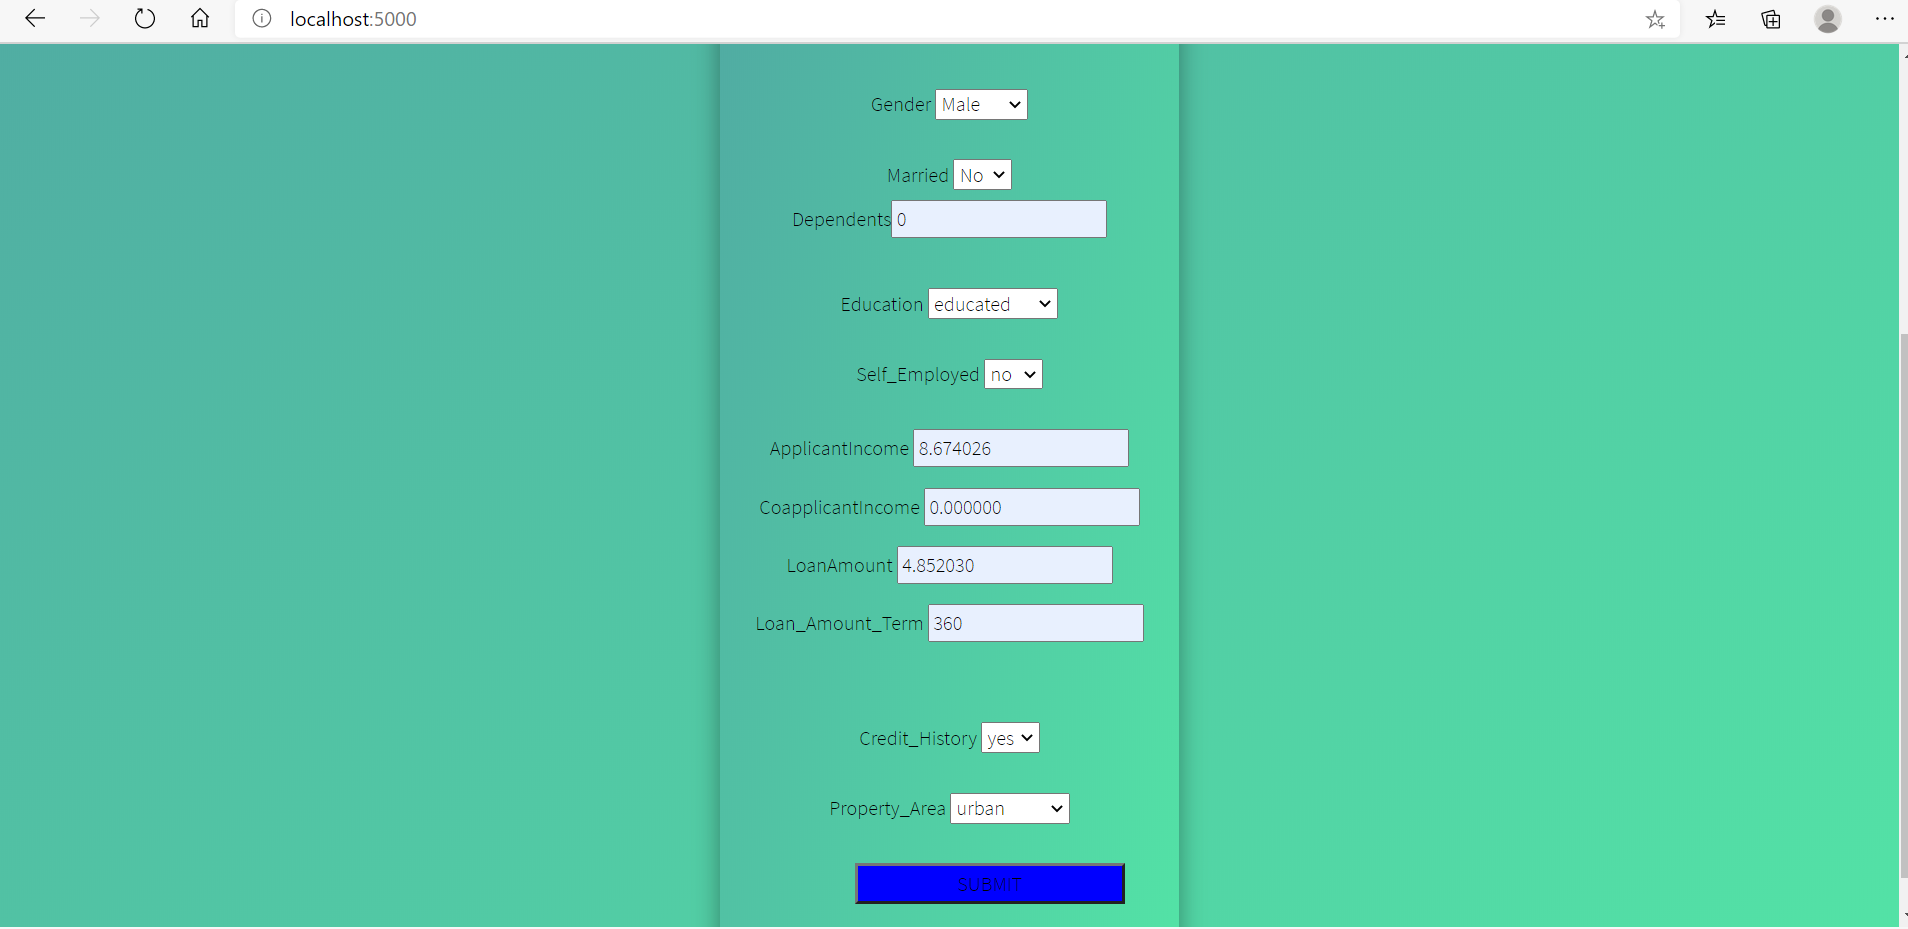 localhost:5000
Gender Male
Married No
Dependents 0
Education educated
Self_Employed no
ApplicantIncome 8.674026
CoapplicantIncome 0.000000
LoanAmount 4.852030
Loan_Amount_Term 360
Credit_History yes
Property_Area urban
SUBMIT